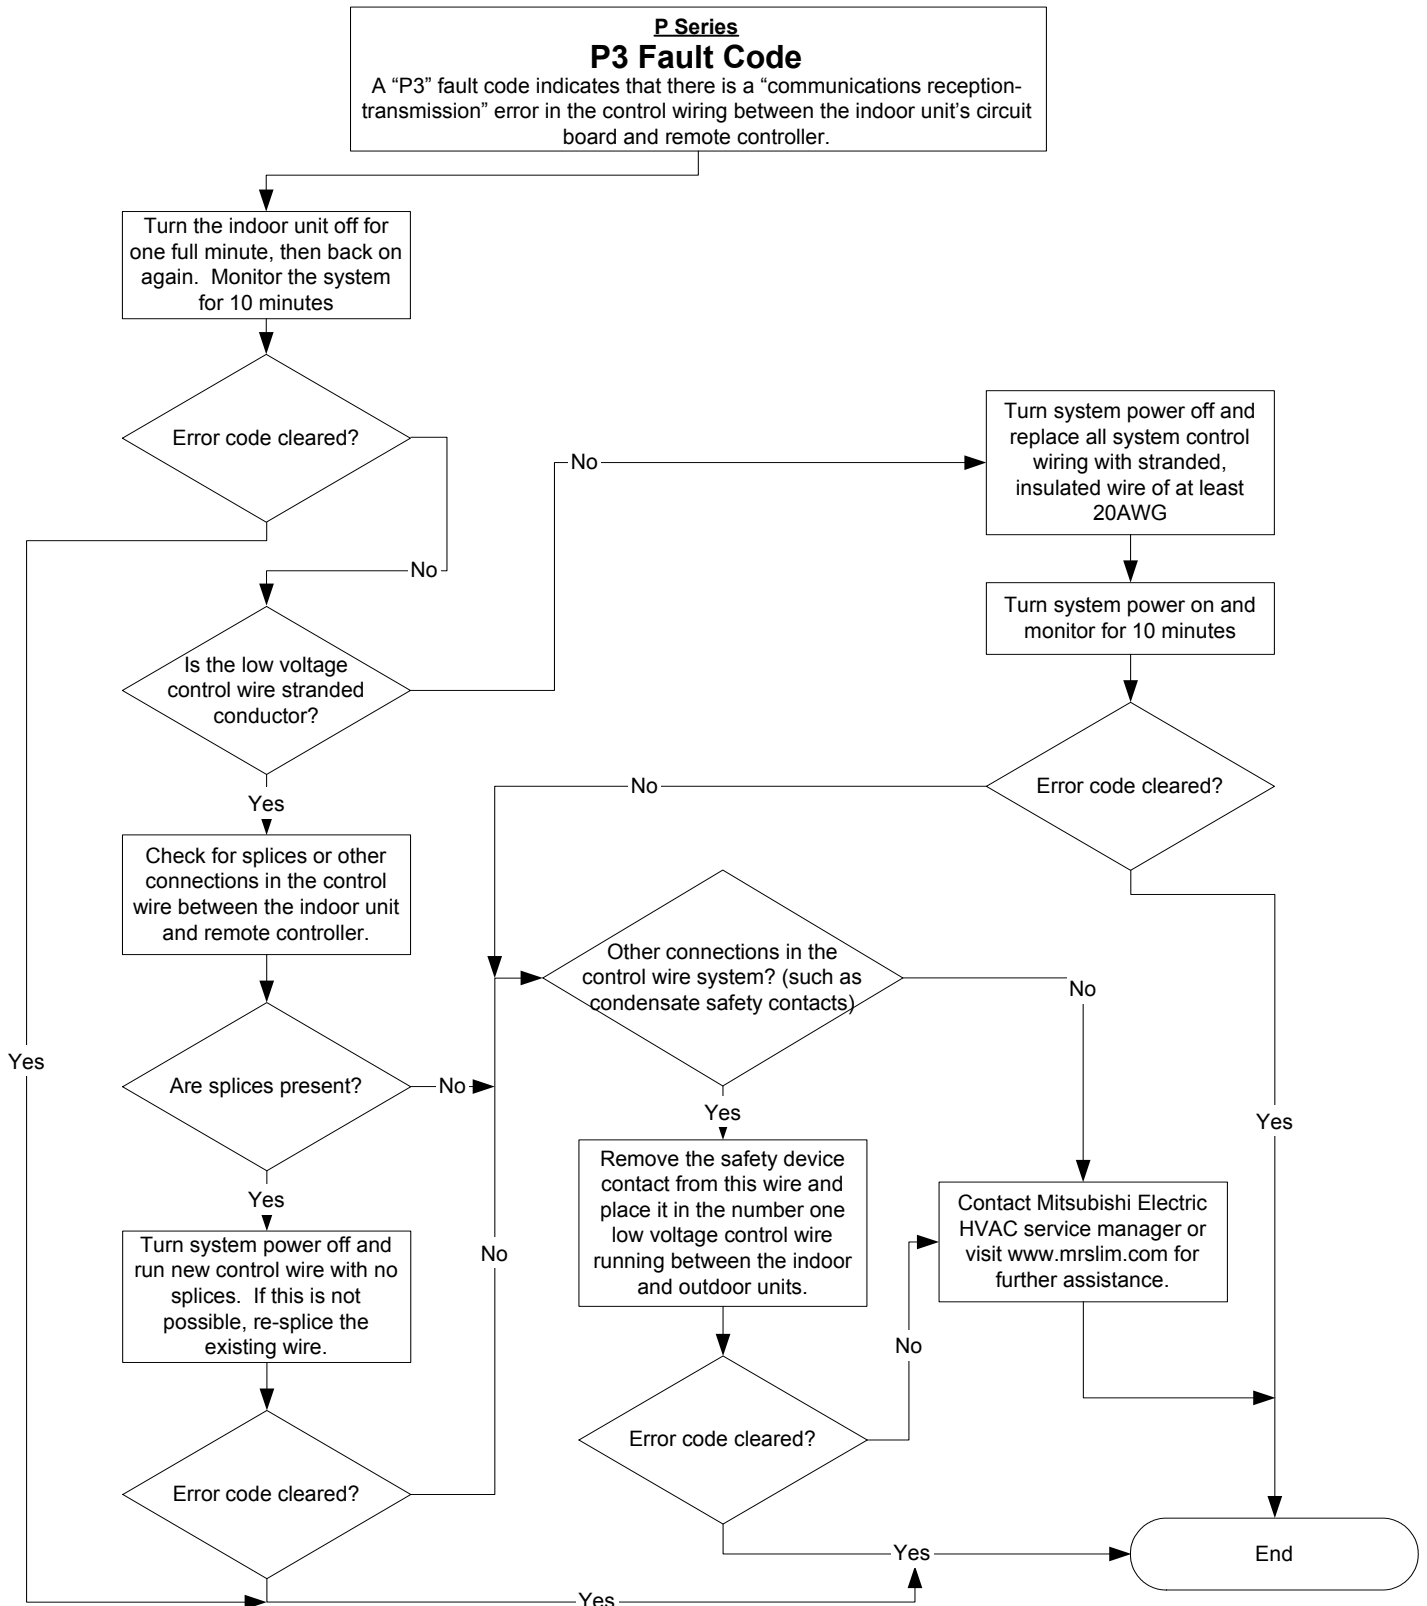 P Series
P3 Fault Code
A “P3” fault code indicates that there is a “communications reception-
transmission” error in the control wiring between the indoor unit’s circuit
board and remote controller.
Turn the indoor unit off for
one full minute, then back on
again.  Monitor the system
for 10 minutes
Error code cleared?
No
Yes
Is the low voltage
control wire stranded
conductor?
No
Turn system power off and
replace all system control
wiring with stranded,
insulated wire of at least
20AWG
Turn system power on and
monitor for 10 minutes
Error code cleared?
No
Yes
Yes
Check for splices or other
connections in the control
wire between the indoor unit
and remote controller.
Are splices present?
No
Yes
Turn system power off and
run new control wire with no
splices.  If this is not
possible, re-splice the
existing wire.
Error code cleared?
No
Yes
Other connections in the
control wire system? (such as
condensate safety contacts)
No
Yes
Remove the safety device
contact from this wire and
place it in the number one
low voltage control wire
running between the indoor
and outdoor units.
Error code cleared?
No
Yes
Contact Mitsubishi Electric
HVAC service manager or
visit www.mrslim.com for
further assistance.
End